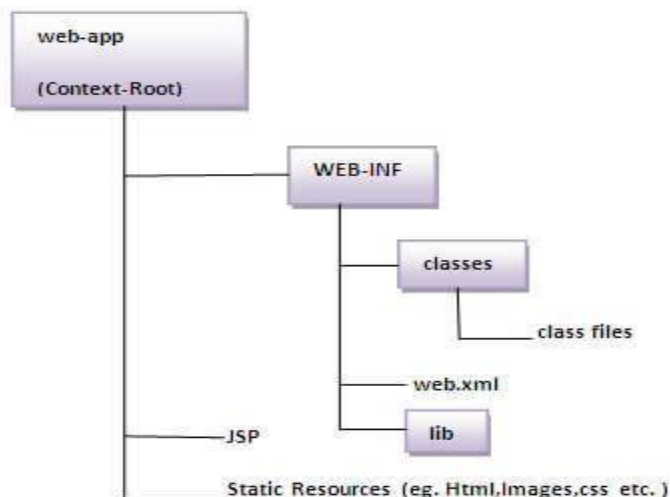 web-app
(Context-Root)
WEB-INF
classes
class files
web.xml
lib
JSP
Static Resources (eg. Html,Images,css etc. )